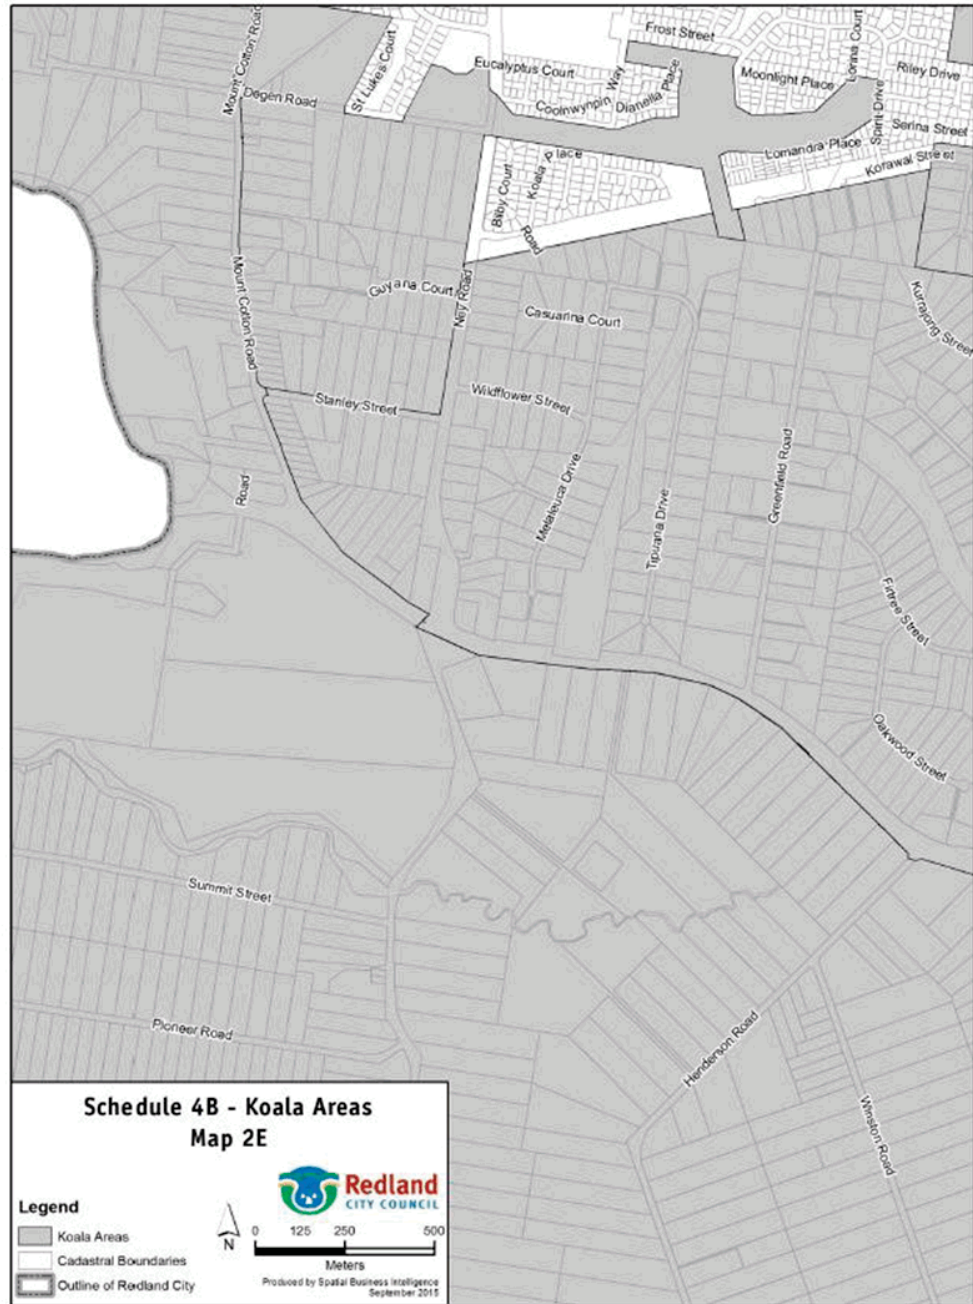 Mount Cotton Road
St Lukes Court
Degen Road
Frost Street
Eucalyptus Court
Coolnwynpin Way
Dianella Place
Moonlight Place
Lorina Court
Riley Drive
Spirit Drive
Serina Street
Lomandra Place
Korawal Street
Bilby Court
Koala Place
Road
Mount Cotton Road
Guyana Court
Ney Road
Casuarina Court
Kurrajong Street
Stanley Street
Wildflower Street
Road
Melaleuca Drive
Tipuana Drive
Greenfield Road
Firtree Street
Oakwood Street
Summit Street
Pioneer Road
Henderson Road
Winston Road
Schedule 4B - Koala Areas
Map 2E
Redland
CITY COUNCIL
Legend
Koala Areas
Cadastral Boundaries
Outline of Redland City
N
0 125 250 500
Meters
Produced by Spatial Business Intelligence
September 2015